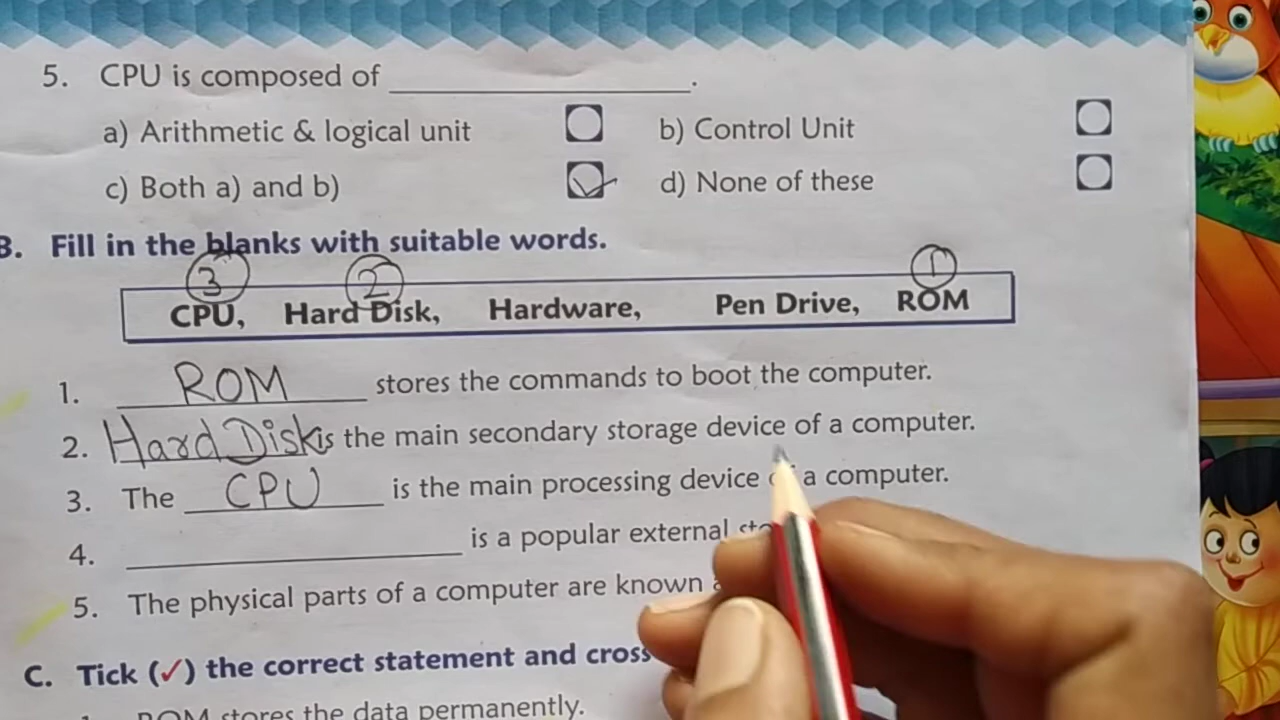 5. CPU is composed of ____________.
a) Arithmetic & logical unit b) Control Unit
c) Both a) and b) d) None of these
B. Fill in the blanks with suitable words.
3 2 1
CPU, Hard Disk, Hardware, Pen Drive, ROM
1. ROM stores the commands to boot the computer.
2. Hard Disk is the main secondary storage device of a computer.
3. The CPU is the main processing device a computer.
4. ____________ is a popular external
5. The physical parts of a computer are known
C. Tick (✓) the correct statement and cross
ROM stores the data permanently.